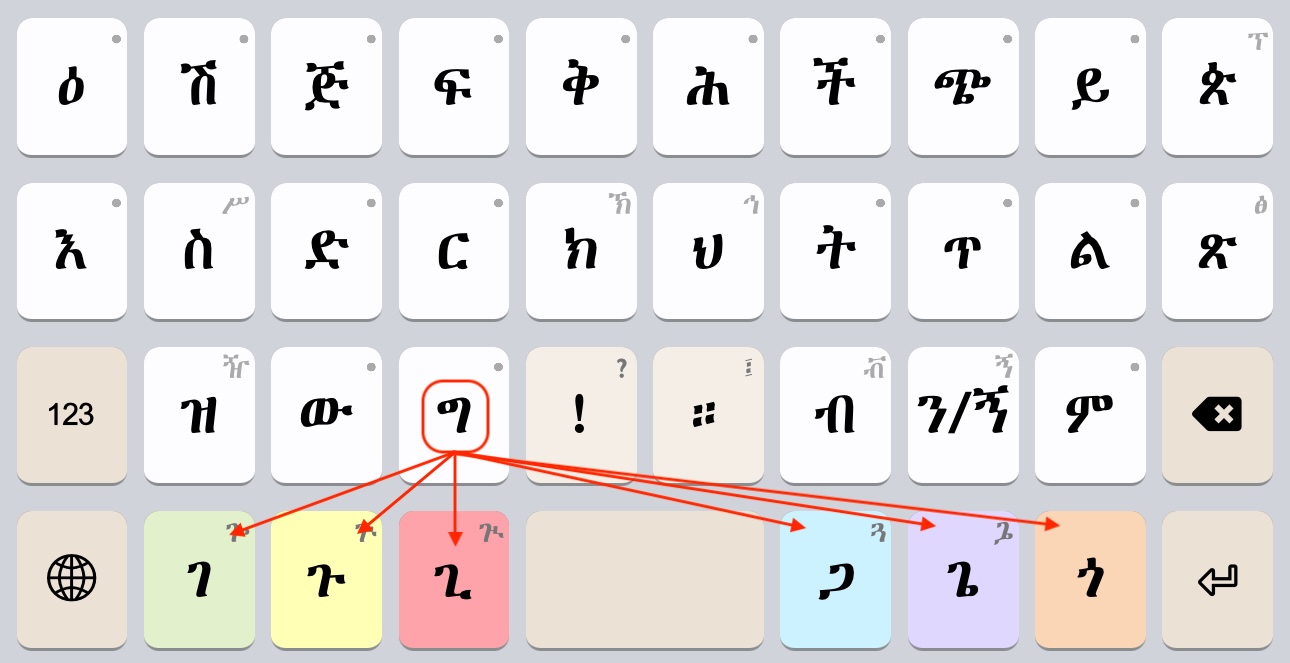 ዕ ሽ ጅ ፍ ቅ ሕ ች ጭ ይ ጵ ፕ
እ ስ ሥ ድ ር ክ ኽ ህ ኅ ት ጥ ል ጽ ፅ
123 ዝ ዥ ው ግ ! ? ። ፤ ብ ቭ ን/ኝ ኝ ም
ገ ጉ ጊ ጋ ጌ ጎ